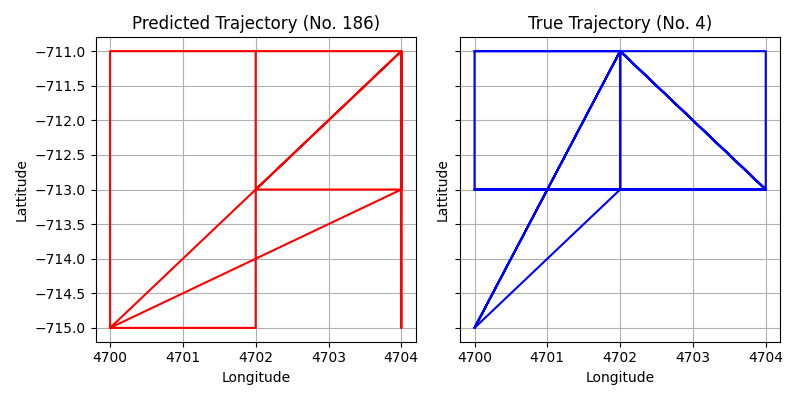 Predicted Trajectory (No. 186)
True Trajectory (No. 4)
−711.0
−711.5
−712.0
−712.5
−713.0
−713.5
−714.0
−714.5
−715.0
Lattitude
Lattitude
4700 4701 4702 4703 4704
4700 4701 4702 4703 4704
Longitude
Longitude